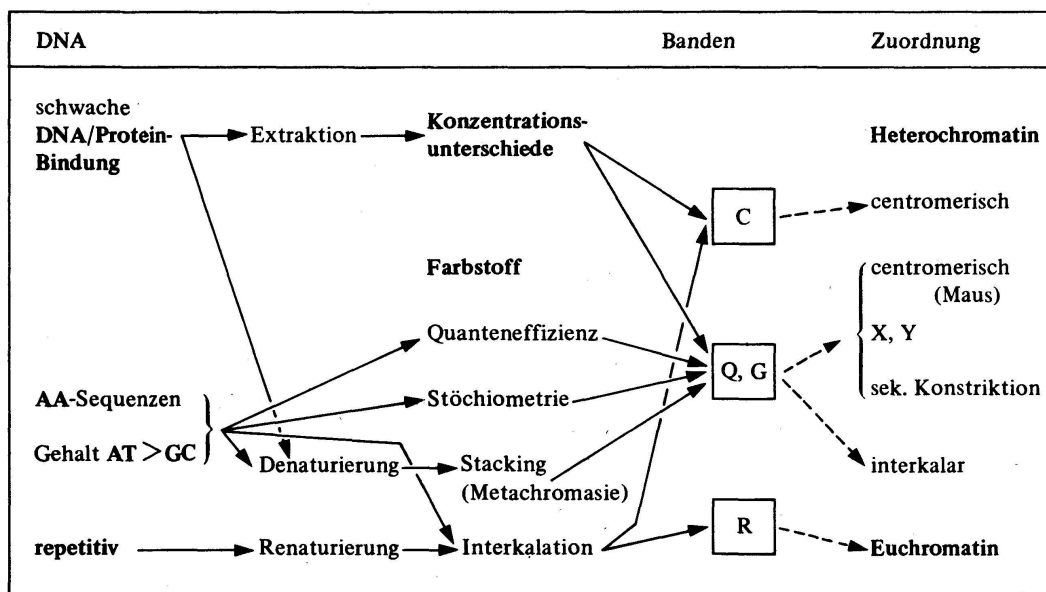 DNA Banden Zuordnung
schwache
DNA/Protein-
Bindung
Extraktion
Konzentrations-
unterschiede
Heterochromatin
C
centromerisch
Farbstoff
centromerisch
(Maus)
Quanteneffizienz
X, Y
Q, G
AA-Sequenzen
Stöchiometrie
sek. Konstriktion
Gehalt AT > GC
Denaturierung
Stacking
(Metachromasie)
interkalar
repetitiv
Renaturierung
Interkalation
R
Euchromatin